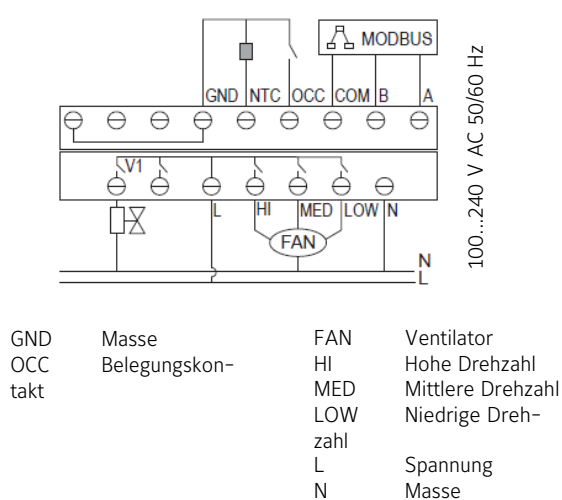 MODBUS
GND NTC OCC COM B A
100...240 V AC 50/60 Hz
V1
L HI MED LOW N
FAN
N
L
GND Masse
OCC Belegungskon-
takt
FAN Ventilator
HI Hohe Drehzahl
MED Mittlere Drehzahl
LOW Niedrige Dreh-
zahl
L Spannung
N Masse